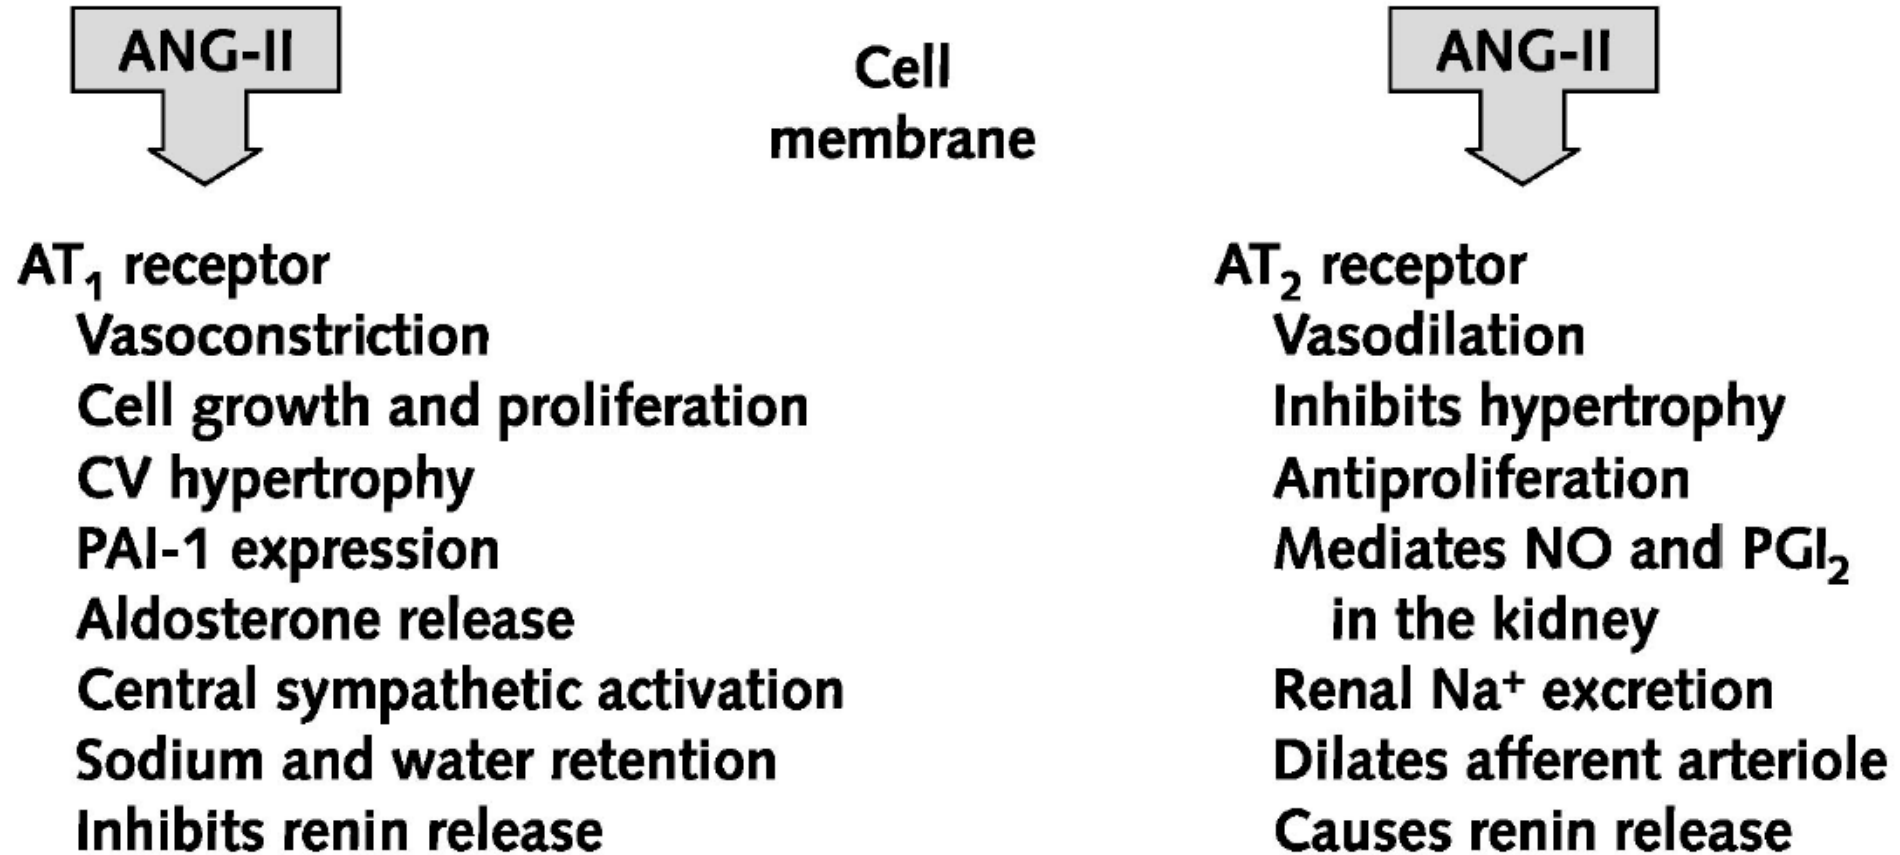 ANG-II
Cell
membrane
ANG-II
AT₁ receptor
Vasoconstriction
Cell growth and proliferation
CV hypertrophy
PAI-1 expression
Aldosterone release
Central sympathetic activation
Sodium and water retention
Inhibits renin release
AT₂ receptor
Vasodilation
Inhibits hypertrophy
Antiproliferation
Mediates NO and PGI₂
in the kidney
Renal Na⁺ excretion
Dilates afferent arteriole
Causes renin release